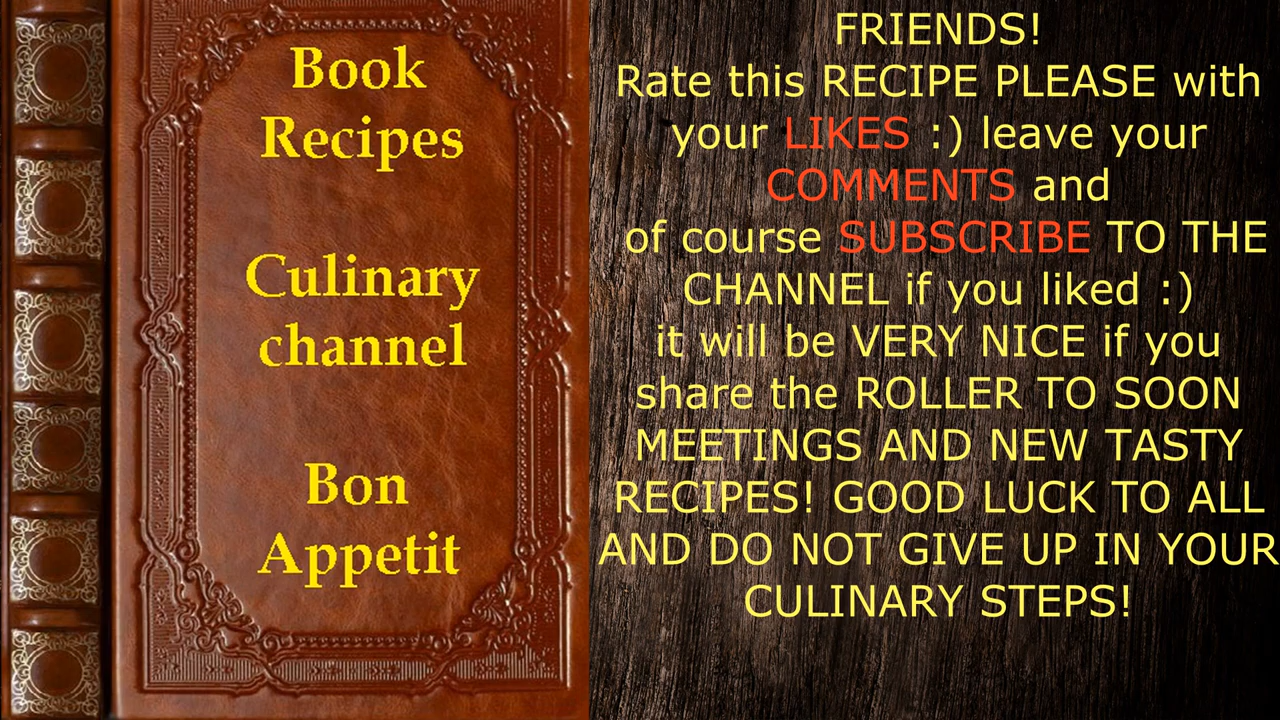 Book
Recipes
Culinary
channel
Bon
Appetit
FRIENDS!
Rate this RECIPE PLEASE with
your LIKES :) leave your
COMMENTS and
of course SUBSCRIBE TO THE
CHANNEL if you liked :)
it will be VERY NICE if you
share the ROLLER TO SOON
MEETINGS AND NEW TASTY
RECIPES! GOOD LUCK TO ALL
AND DO NOT GIVE UP IN YOUR
CULINARY STEPS!